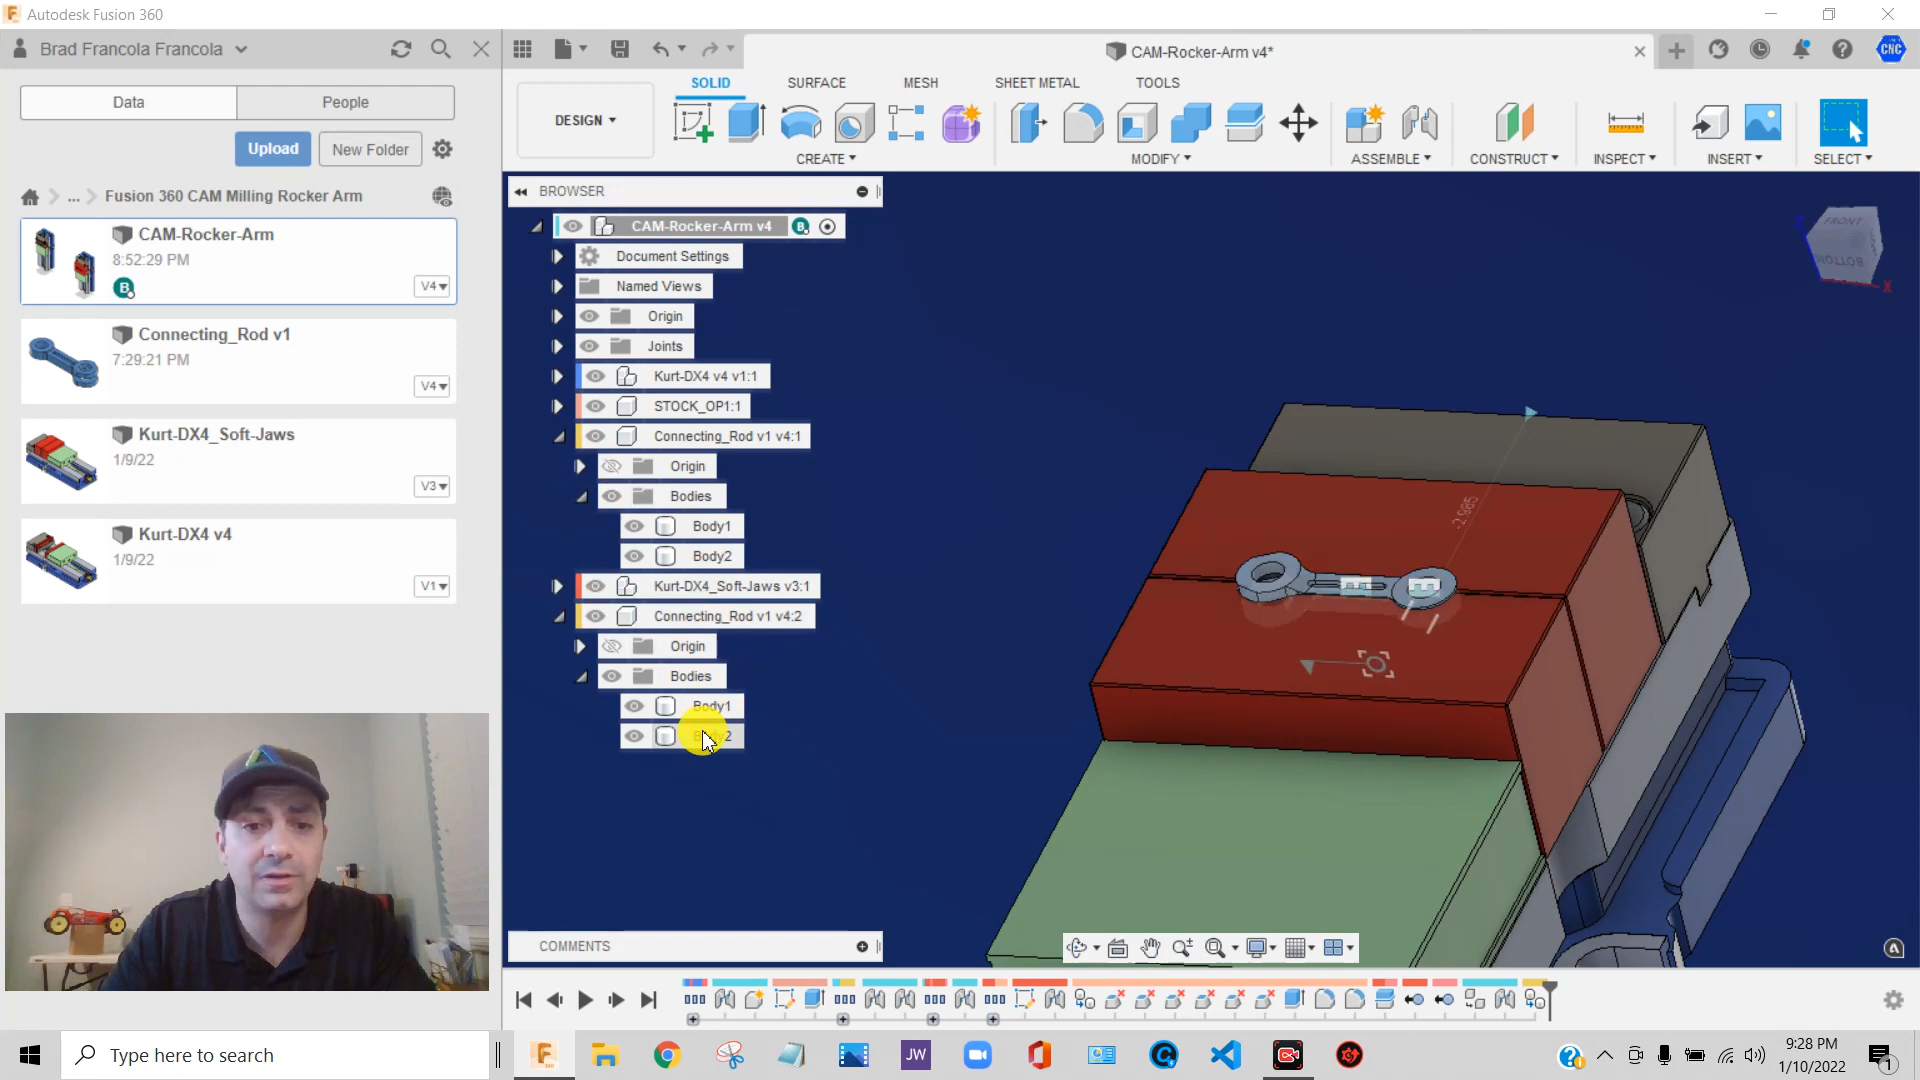 Autodesk Fusion 360
Brad Francola Francola
CAM-Rocker-Arm v4*
CNC
Data
People
SOLID
SURFACE
MESH
SHEET METAL
TOOLS
DESIGN
Upload
New Folder
CREATE
MODIFY
ASSEMBLE
CONSTRUCT
INSPECT
INSERT
SELECT
... Fusion 360 CAM Milling Rocker Arm
BROWSER
CAM-Rocker-Arm
8:52:29 PM
B
V4
Connecting_Rod v1
7:29:21 PM
V4
Kurt-DX4_Soft-Jaws
1/9/22
V3
Kurt-DX4 v4
1/9/22
V1
CAM-Rocker-Arm v4
B
Document Settings
Named Views
Origin
Joints
Kurt-DX4 v4 v1:1
STOCK_OP1:1
Connecting_Rod v1 v4:1
Origin
Bodies
Body1
Body2
Kurt-DX4_Soft-Jaws v3:1
Connecting_Rod v1 v4:2
Origin
Bodies
Body1
Body2
FRONT
BOTTOM
Z
X
-2.985
COMMENTS
Type here to search
JW
9:28 PM
1/10/2022
1